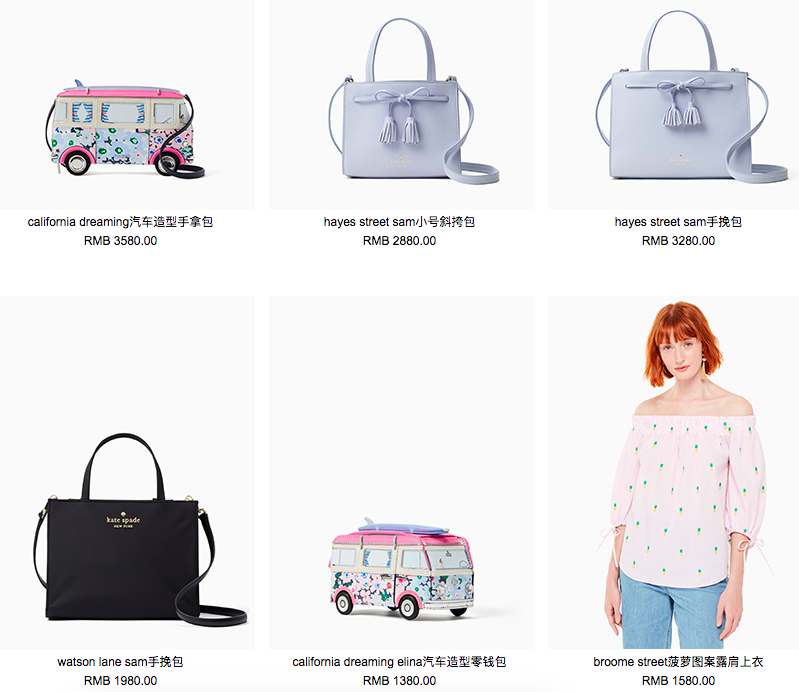 kate spade
kate spade
california dreaming汽车造型手拿包
hayes street sam小号斜挎包
hayes street sam手挽包
RMB 3580.00
RMB 2880.00
RMB 3280.00
kate spade
NEW YORK
watson lane sam手挽包
california dreaming elina汽车造型零钱包
broome street菠萝图案露肩上衣
RMB 1980.00
RMB 1380.00
RMB 1580.00